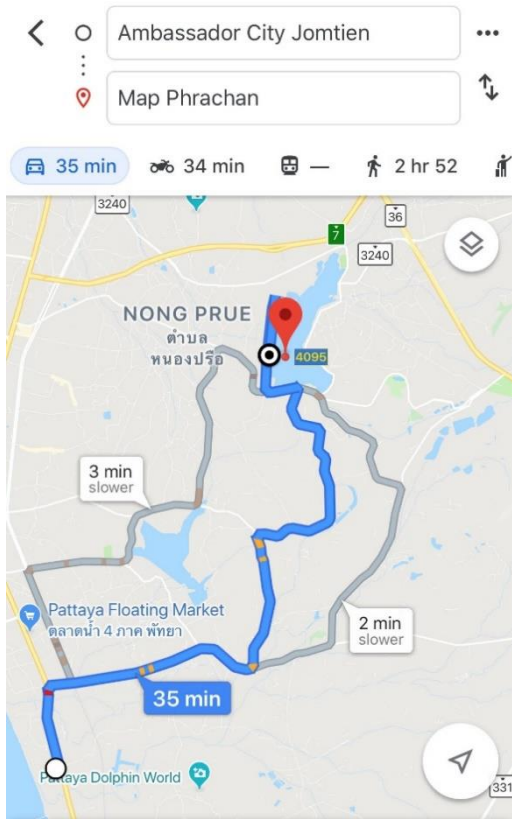 Ambassador City Jomtien
Map Phrachan
35 min
34 min
—
2 hr 52
3240
36
7
3240
NONG PRUE
ตำบล
หนองปรือ
4095
3 min
slower
Pattaya Floating Market
ตลาดน้ำ 4 ภาค พัทยา
2 min
slower
35 min
Pattaya Dolphin World
331